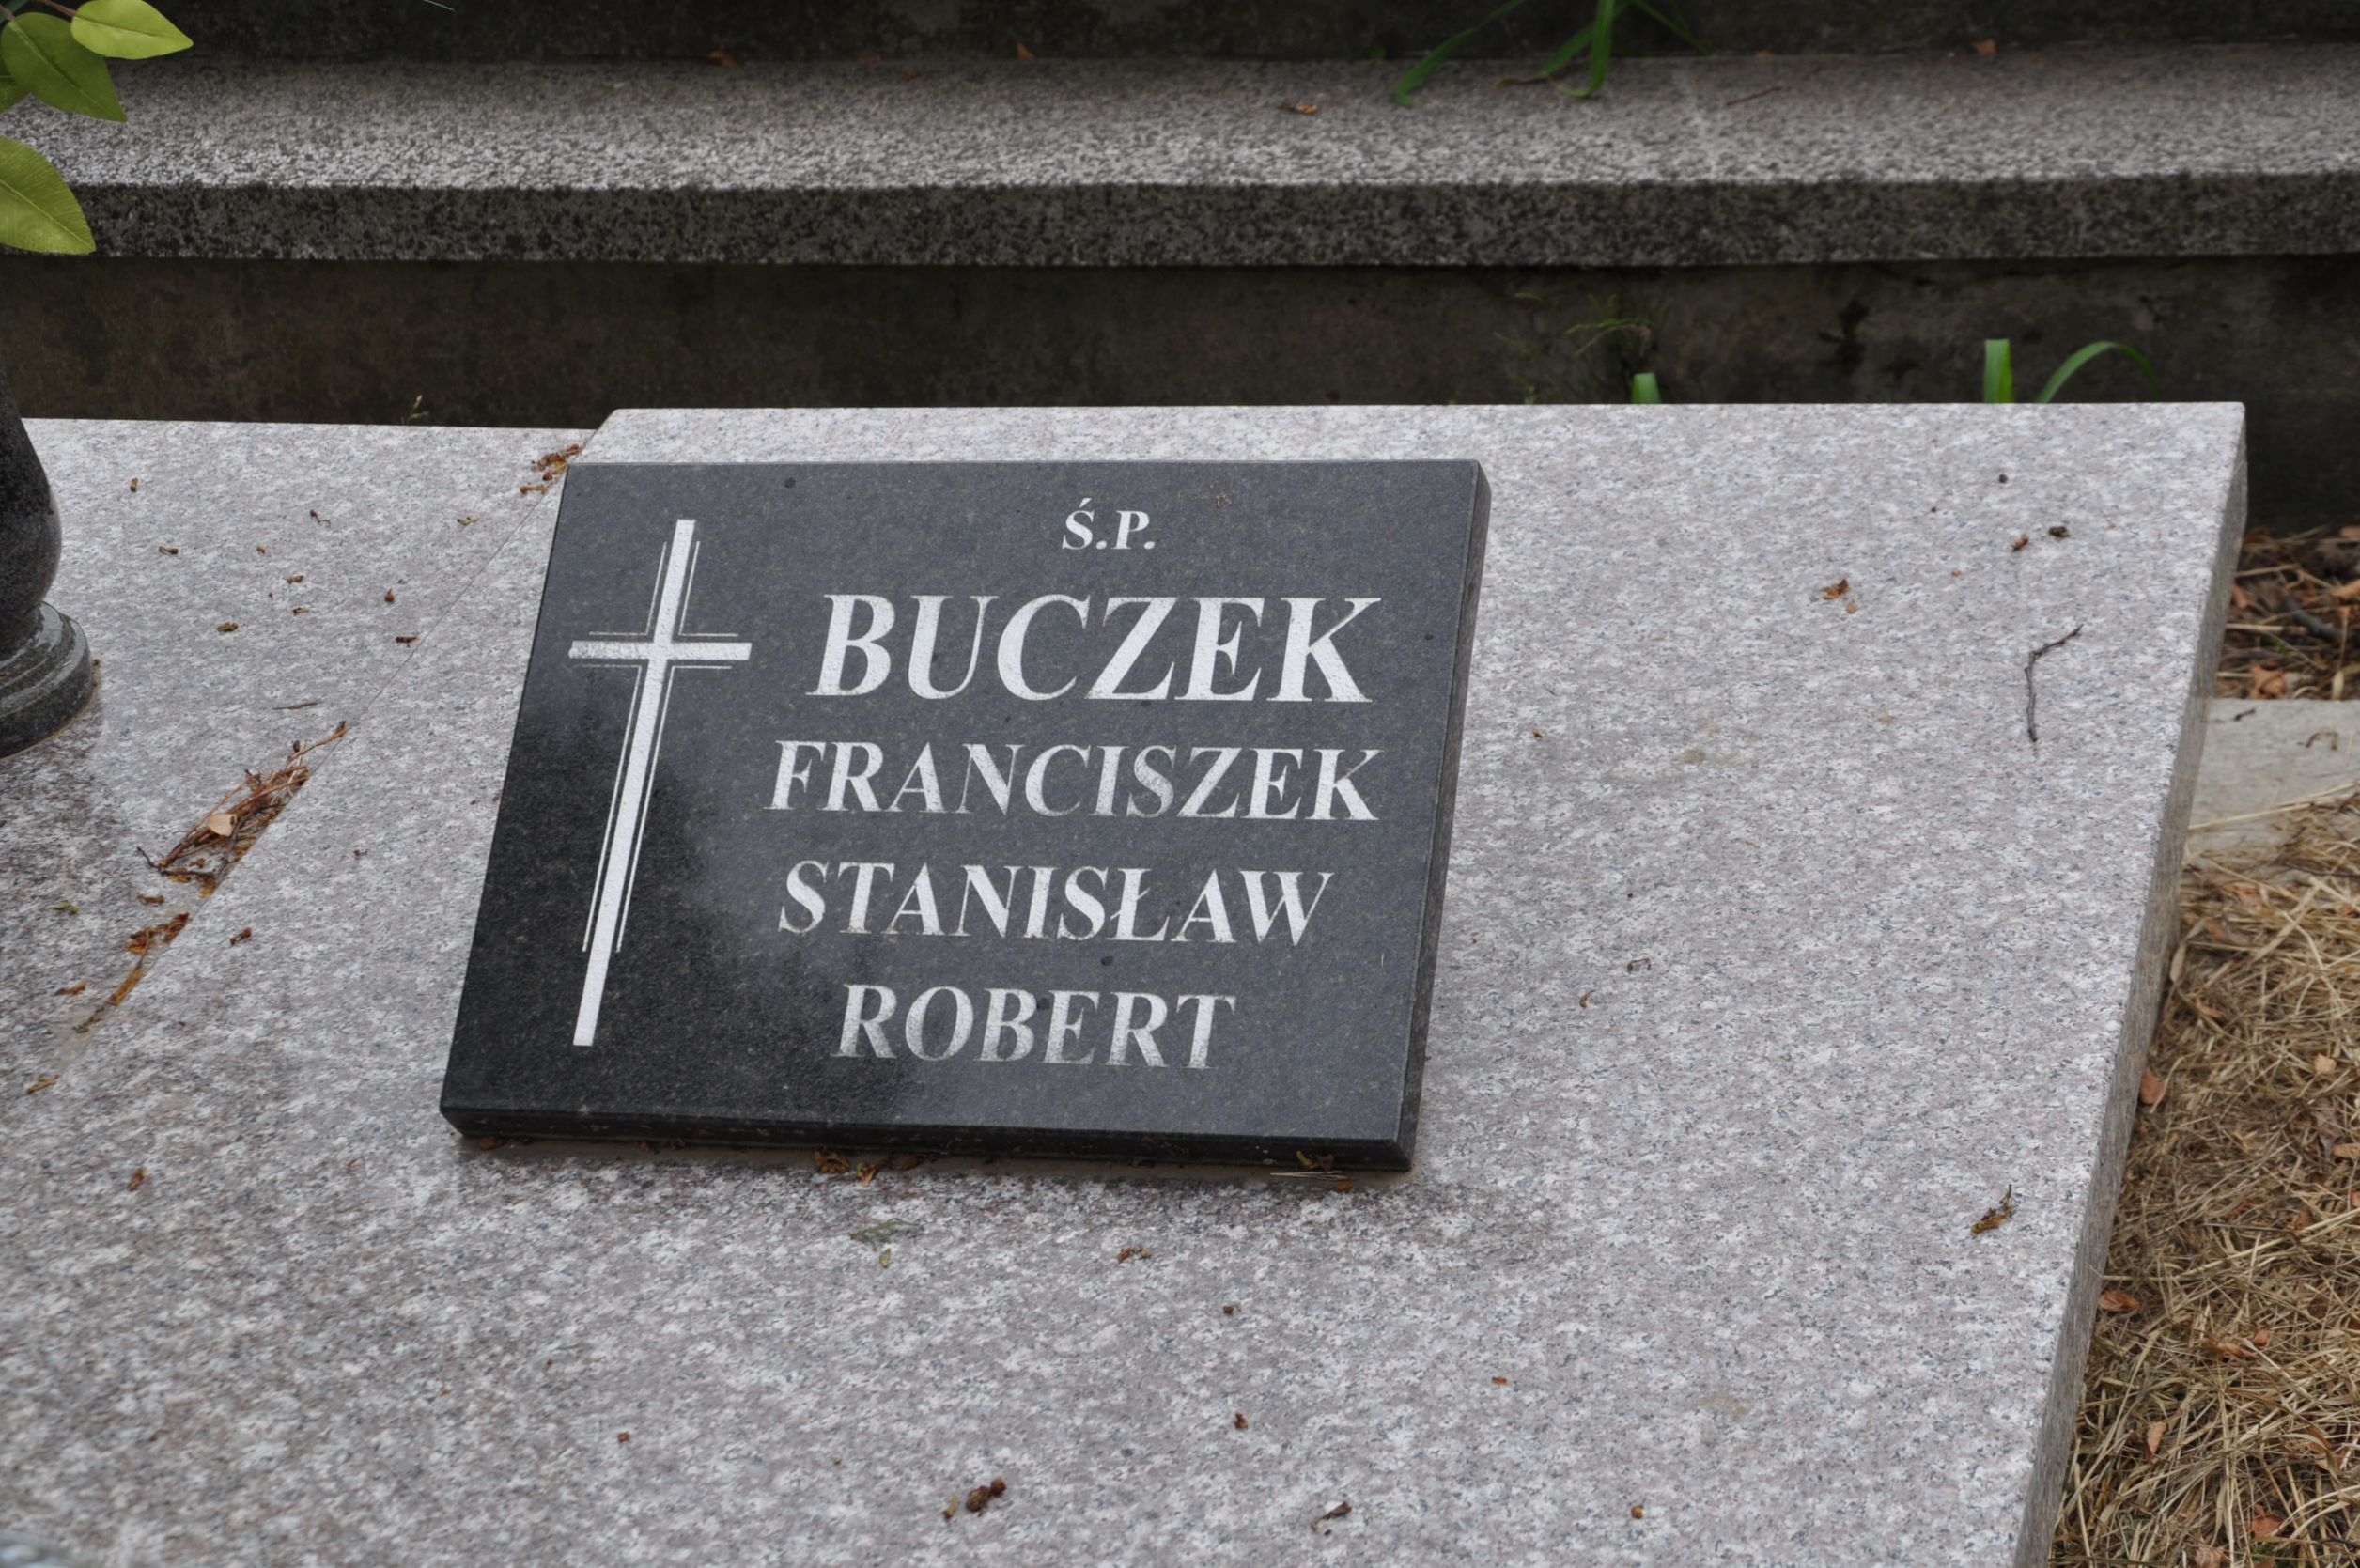 Ś.P.
BUCZEK
FRANCISZEK
STANISŁAW
ROBERT